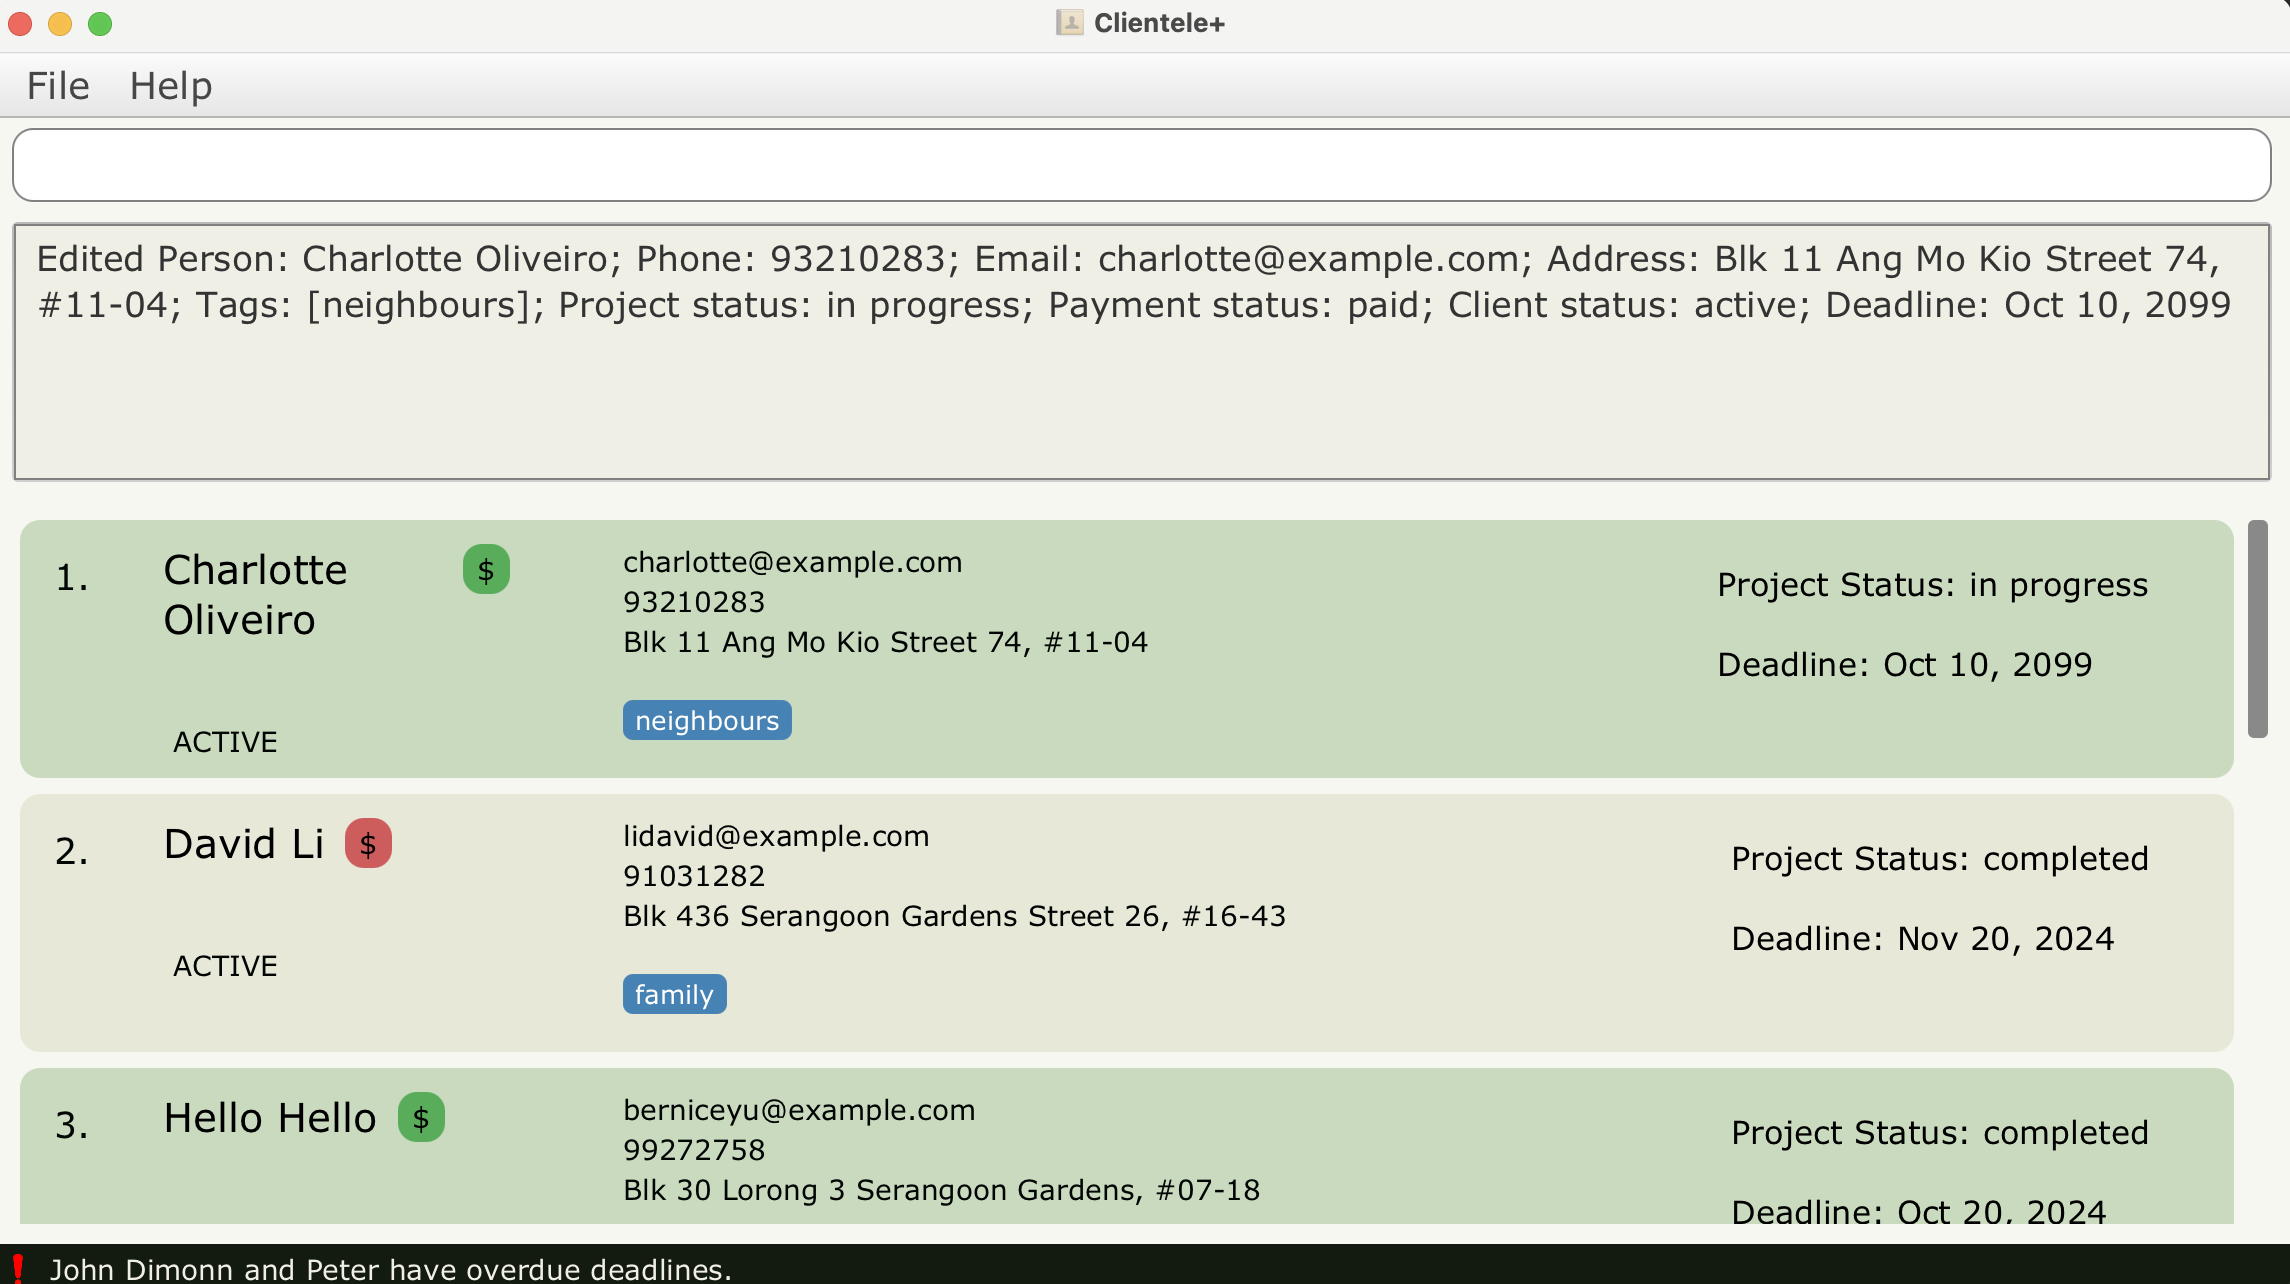 Clientele+
File Help
Edited Person: Charlotte Oliveiro; Phone: 93210283; Email: charlotte@example.com; Address: Blk 11 Ang Mo Kio Street 74,
#11-04; Tags: [neighbours]; Project status: in progress; Payment status: paid; Client status: active; Deadline: Oct 10, 2099
1.
Charlotte
Oliveiro
$
ACTIVE
charlotte@example.com
93210283
Blk 11 Ang Mo Kio Street 74, #11-04
neighbours
Project Status: in progress
Deadline: Oct 10, 2099
2.
David Li
$
ACTIVE
lidavid@example.com
91031282
Blk 436 Serangoon Gardens Street 26, #16-43
family
Project Status: completed
Deadline: Nov 20, 2024
3.
Hello Hello
$
berniceyu@example.com
99272758
Blk 30 Lorong 3 Serangoon Gardens, #07-18
Project Status: completed
Deadline: Oct 20, 2024
! John Dimonn and Peter have overdue deadlines.